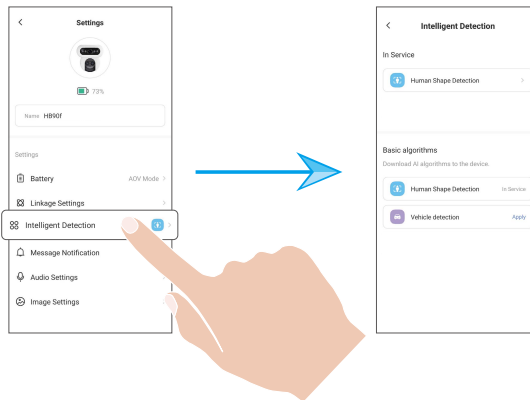 Settings
73%
Name HB90f
Settings
Battery AOV Mode
Linkage Settings
Intelligent Detection
Message Notification
Audio Settings
Image Settings
Intelligent Detection
In Service
Human Shape Detection
Basic algorithms
Download AI algorithms to the device.
Human Shape Detection In Service
Vehicle detection Apply